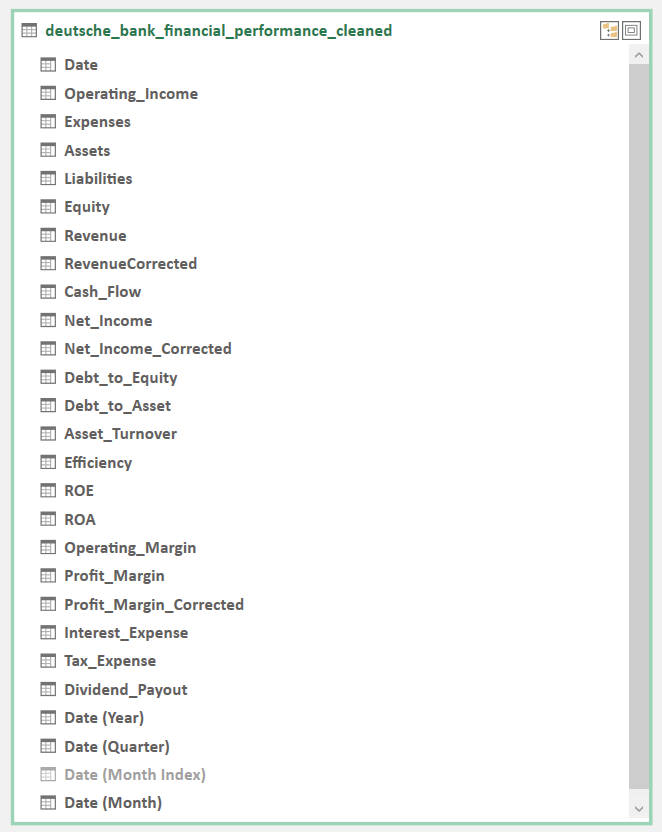 deutsche_bank_financial_performance_cleaned
Date
Operating_Income
Expenses
Assets
Liabilities
Equity
Revenue
RevenueCorrected
Cash_Flow
Net_Income
Net_Income_Corrected
Debt_to_Equity
Debt_to_Asset
Asset_Turnover
Efficiency
ROE
ROA
Operating_Margin
Profit_Margin
Profit_Margin_Corrected
Interest_Expense
Tax_Expense
Dividend_Payout
Date (Year)
Date (Quarter)
Date (Month Index)
Date (Month)